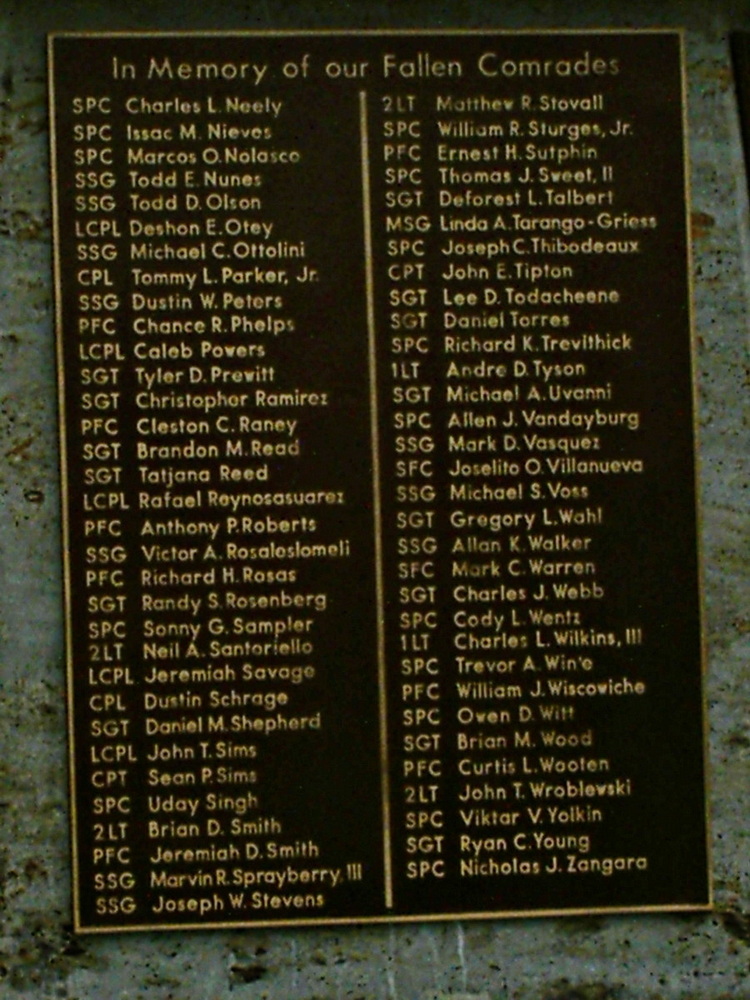 In Memory of our Fallen Comrades
SPC Charles L. Neely
SPC Issac M. Nieves
SPC Marcos O. Nolasco
SSG Todd E. Nunes
SSG Todd D. Olson
LCPL Deshon E. Otey
SSG Michael C. Ottolini
CPL Tommy L. Parker, Jr.
SSG Dustin W. Peters
PFC Chance R. Phelps
LCPL Caleb Powers
SGT Tyler D. Prewitt
SGT Christopher Ramirez
PFC Cleston C. Raney
SGT Brandon M. Read
SGT Tatjana Reed
LCPL Rafael Reynosasuarez
PFC Anthony P. Roberts
SSG Victor A. Rosaleslomeli
PFC Richard H. Rosas
SGT Randy S. Rosenberg
SPC Sonny G. Sampler
2LT Neil A. Santoriello
LCPL Jeremiah Savage
CPL Dustin Schrage
SGT Daniel M. Shepherd
LCPL John T. Sims
CPT Sean P. Sims
SPC Uday Singh
2LT Brian D. Smith
PFC Jeremiah D. Smith
SSG Marvin R. Sprayberry, III
SSG Joseph W. Stevens
2LT Matthew R. Stovall
SPC William R. Sturges, Jr.
PFC Ernest H. Sutphin
SPC Thomas J. Sweet, II
SGT Deforest L. Talbert
MSG Linda A. Tarango-Griess
SPC Joseph C. Thibodeaux
CPT John E. Tipton
SGT Lee D. Todacheene
SGT Daniel Torres
SPC Richard K. Trevithick
1LT Andre D. Tyson
SGT Michael A. Uvanni
SPC Allen J. Vandayburg
SSG Mark D. Vasquez
SFC Joselito O. Villanueva
SSG Michael S. Voss
SGT Gregory L. Wahl
SSG Allan K. Walker
SFC Mark C. Warren
SGT Charles J. Webb
SPC Cody L. Wentz
1LT Charles L. Wilkins, III
SPC Trevor A. Win'e
PFC William J. Wiscowiche
SPC Owen D. Witt
SGT Brian M. Wood
PFC Curtis L. Wooten
2LT John T. Wroblewski
SPC Viktar V. Yolkin
SGT Ryan C. Young
SPC Nicholas J. Zangara